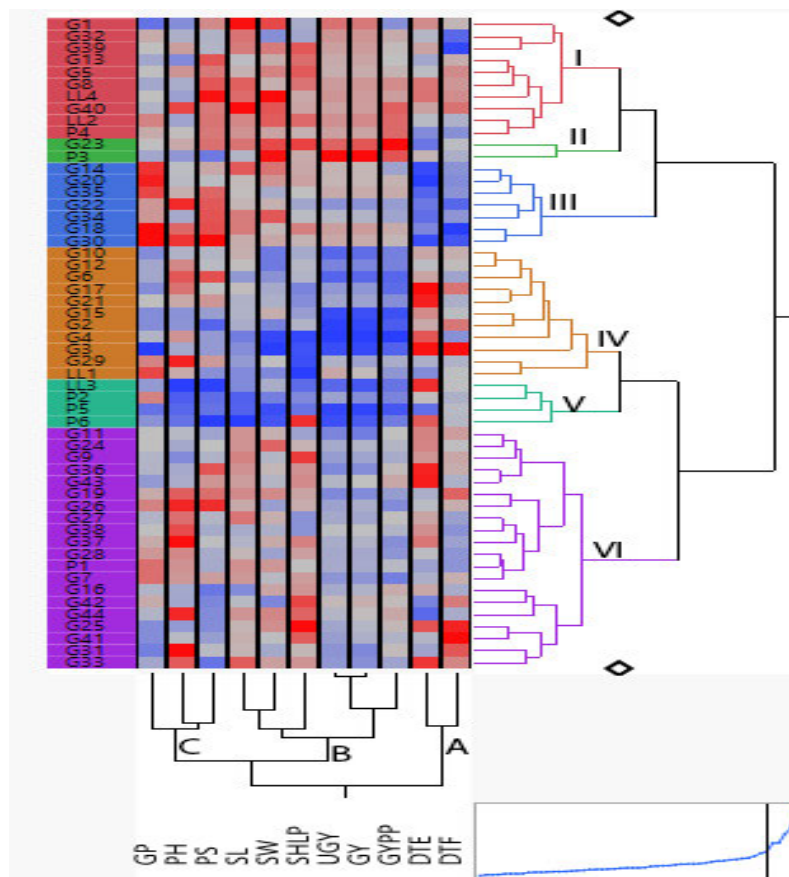 G1
G32
G39
G13
G5
G8
LL4
G40
LL2
P4
G23
P3
G14
G20
G35
G22
G34
G18
G30
G10
G12
G6
G17
G21
G15
G2
G4
G3
G29
LL1
LL3
P2
P5
P6
G11
G24
G9
G36
G43
G19
G26
G27
G38
G37
G28
P1
G7
G16
G42
G44
G25
G41
G31
G33
I
II
III
IV
V
VI
C B A
GP PH PS SL SW SHLP UGY GY GYPP DTE DTF